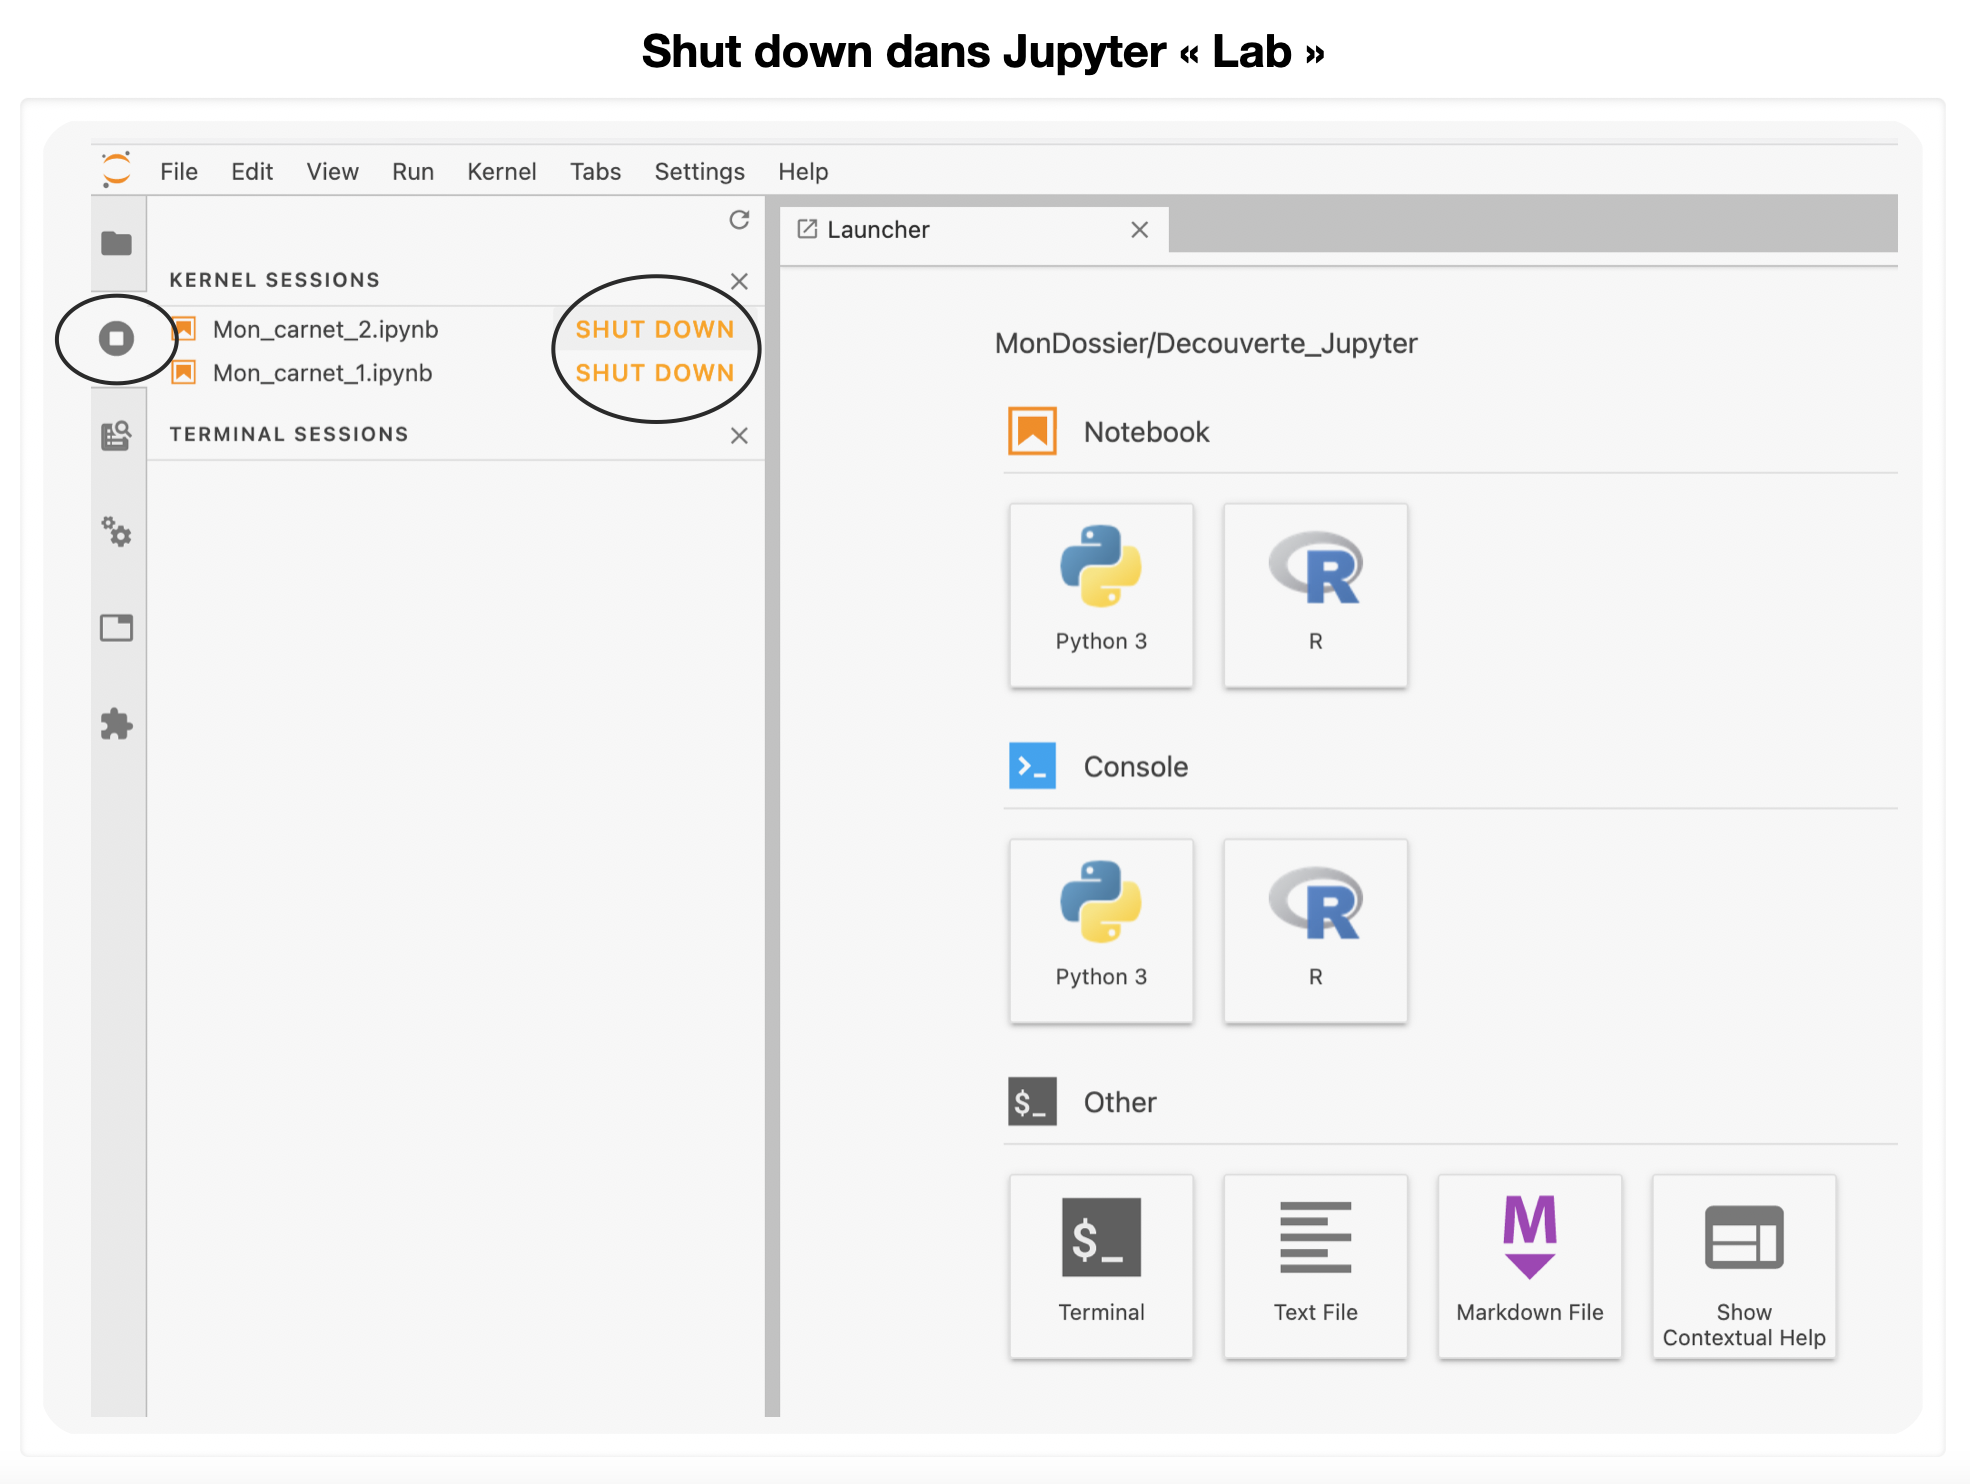 Shut down dans Jupyter « Lab »
File Edit View Run Kernel Tabs Settings Help
Launcher
KERNEL SESSIONS
Mon_carnet_2.ipynb SHUT DOWN
Mon_carnet_1.ipynb SHUT DOWN
TERMINAL SESSIONS
MonDossier/Decouverte_Jupyter
Notebook
Python 3
R
R
Console
Python 3
R
R
$_ Other
$_
Terminal
Text File
M
Markdown File
Show
Contextual Help